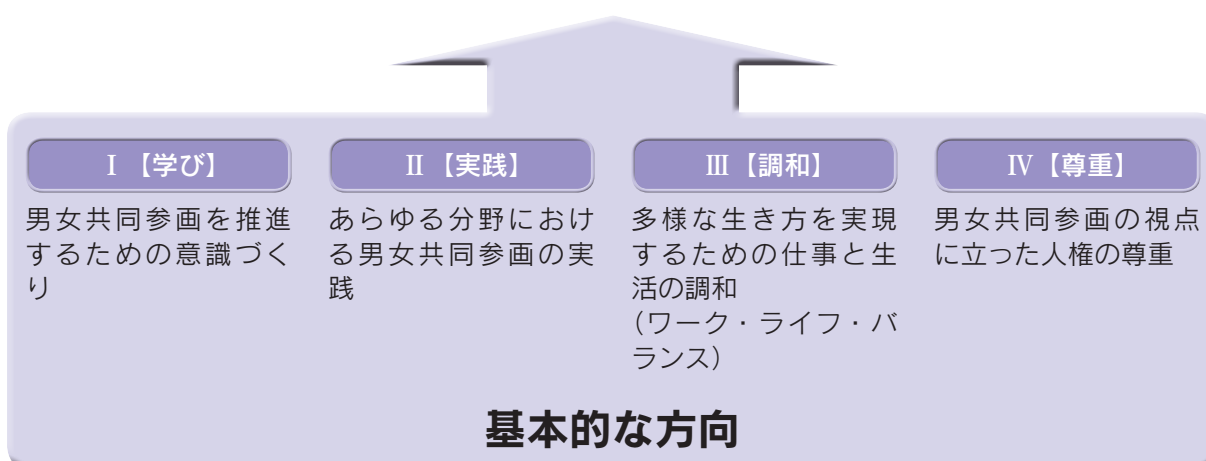 Ⅰ 【学び】
男女共同参画を推進
するための意識づく
り
Ⅱ 【実践】
あらゆる分野におけ
る男女共同参画の実
践
Ⅲ 【調和】
多様な生き方を実現
するための仕事と生
活の調和
（ワーク・ライフ・バ
ランス）
Ⅳ 【尊重】
男女共同参画の視点
に立った人権の尊重
基本的な方向